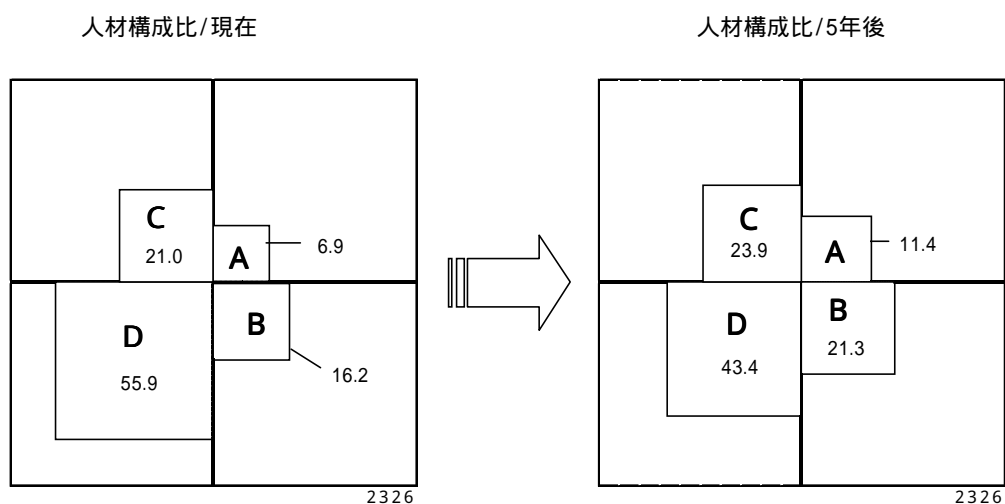 人材構成比/現在
人材構成比/5年後
C
21.0
A
6.9
D
55.9
B
16.2
2326
C
23.9
A
11.4
D
43.4
B
21.3
2326